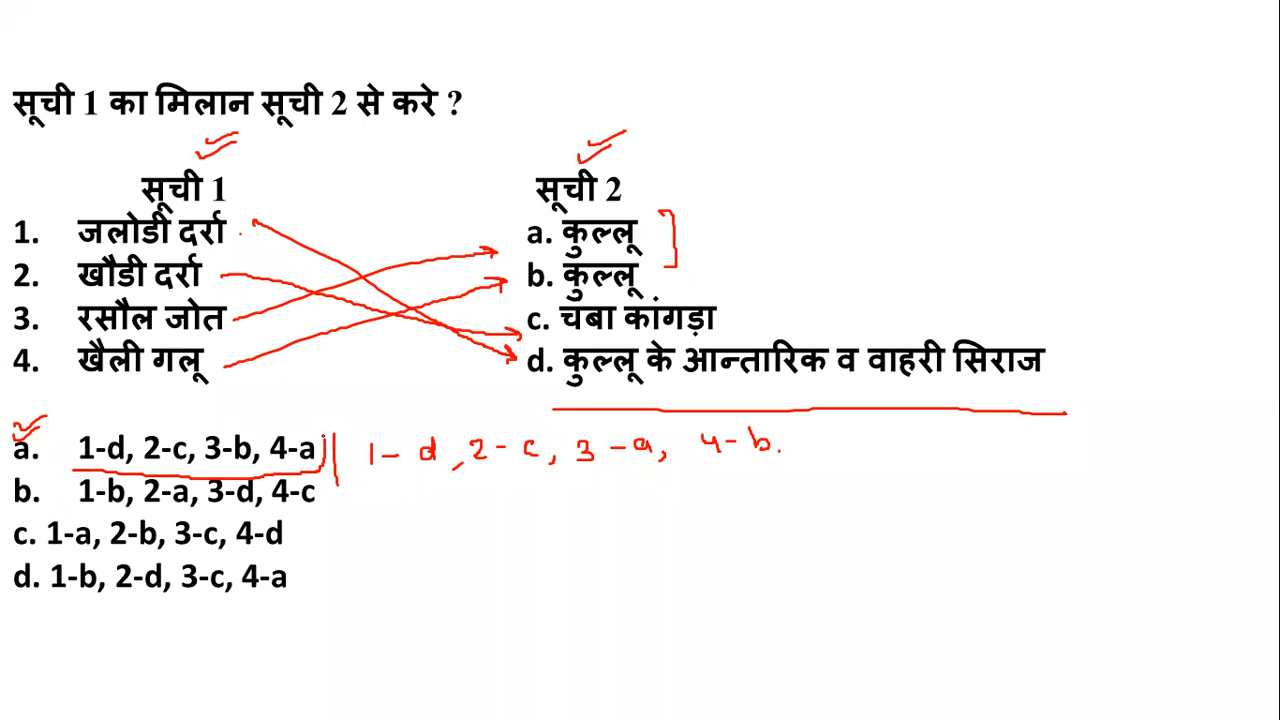 सूची 1 का मिलान सूची 2 से करे ?
सूची 1 सूची 2
1. जलोडी दर्रा a. कुल्लू
2. खौडी दर्रा b. कुल्लू
3. रसौल जोत c. चंबा कांगड़ा
4. खैली गलू d. कुल्लू के आन्तारिक व वाहरी सिराज
a. 1-d, 2-c, 3-b, 4-a 1-d, 2-c, 3-a, 4-b.
b. 1-b, 2-a, 3-d, 4-c
c. 1-a, 2-b, 3-c, 4-d
d. 1-b, 2-d, 3-c, 4-a